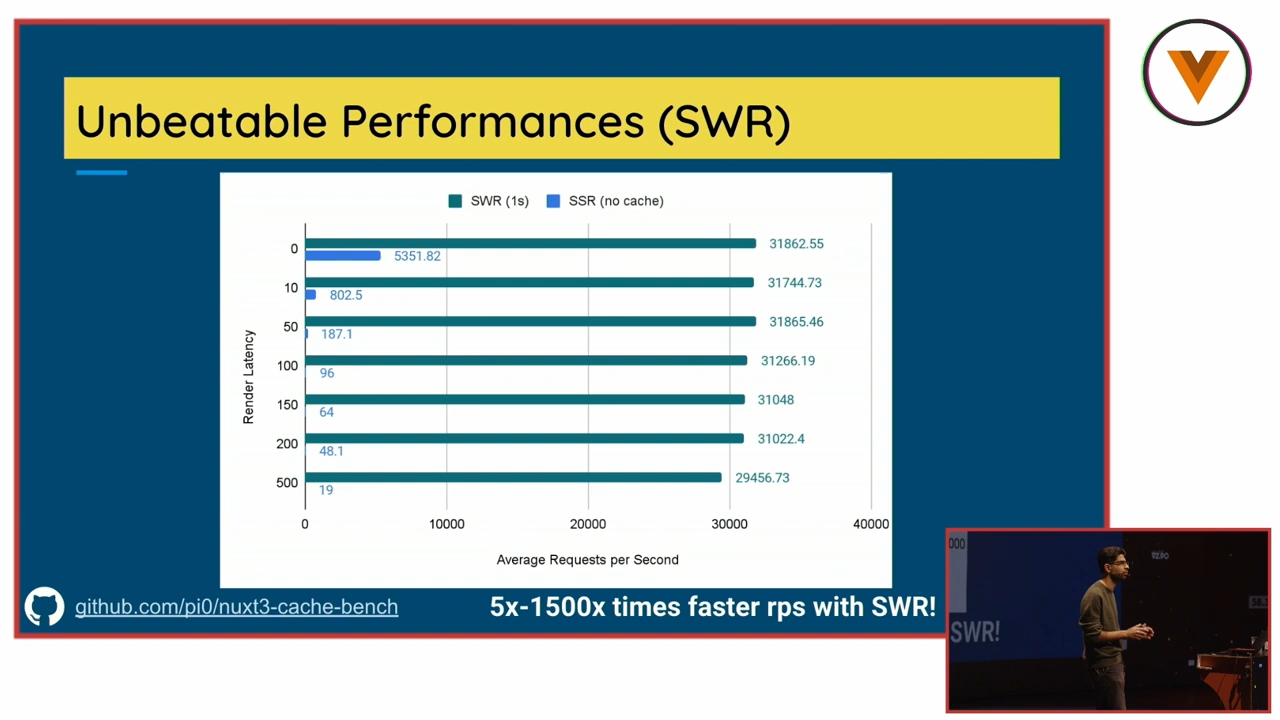 Unbeatable Performances (SWR)
SWR (1s) SSR (no cache)
Render Latency
0 31862.55
5351.82
10 31744.73
802.5
50 31865.46
187.1
100 31266.19
96
150 31048
64
200 31022.4
48.1
500 29456.73
19
0 10000 20000 30000 40000
Average Requests per Second
github.com/pi0/nuxt3-cache-bench
5x-1500x times faster rps with SWR!
000
SWR!